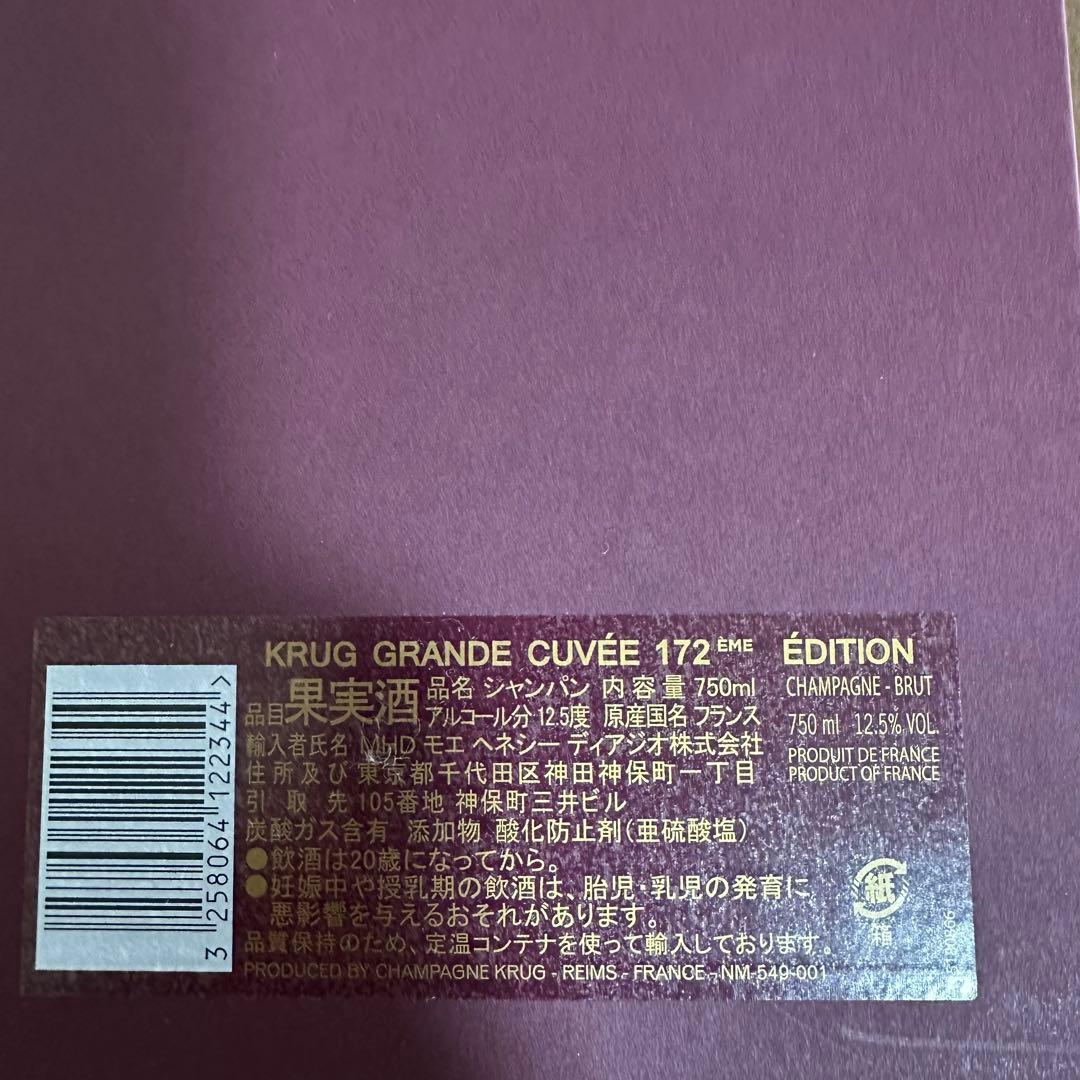 KRUG GRANDE CUVÉE 172 ÈME ÉDITION
品目 果実酒 品名 シャンパン 内容量 750ml
アルコール分 12.5度 原産国名 フランス
輸入者氏名 MHD モエ ヘネシー ディアジオ株式会社
住所及び 東京都千代田区神田神保町一丁目
引取先 105番地 神保町三井ビル
炭酸ガス含有 添加物 酸化防止剤(亜硫酸塩)
●飲酒は20歳になってから。
●妊娠中や授乳期の飲酒は、胎児・乳児の発育に
悪影響を与えるおそれがあります。
品質保持のため、定温コンテナを使って輸入しております。
PRODUCED BY CHAMPAGNE KRUG - REIMS - FRANCE - NM-549-001
CHAMPAGNE - BRUT
750 ml 12.5% VOL.
PRODUIT DE FRANCE
PRODUCT OF FRANCE
紙
箱
3 258064 122344 >